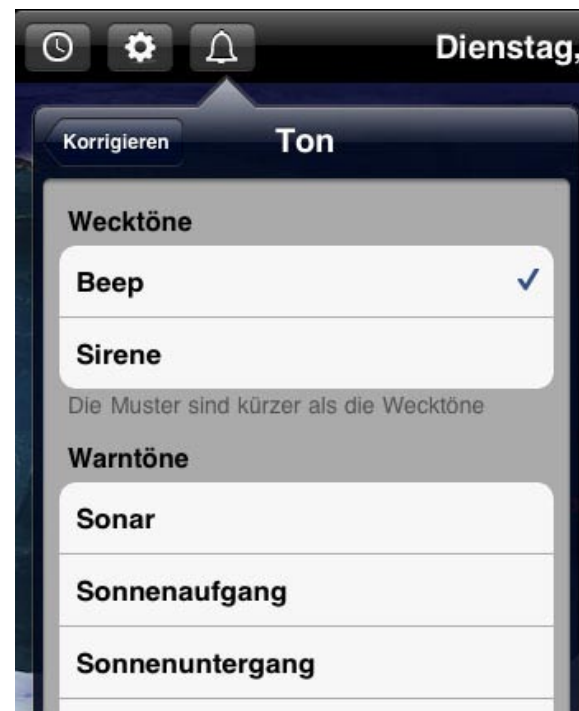 Dienstag,
Korrigieren Ton
Wecktöne
Beep
Sirene
Die Muster sind kürzer als die Wecktöne
Warntöne
Sonar
Sonnenaufgang
Sonnenuntergang